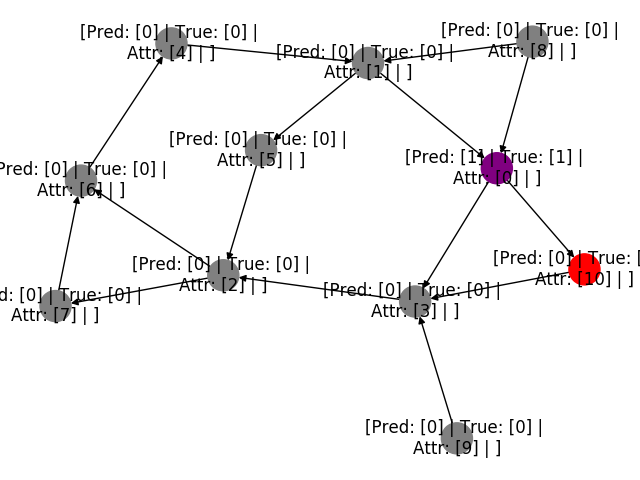 [Pred: [0] | True: [0] |
Attr: [4] | ]
[Pred: [0] | True: [0] |
Attr: [1] | ]
[Pred: [0] | True: [0] |
Attr: [8] | ]
[Pred: [0] | True: [0] |
Attr: [5] | ]
[Pred: [1] | True: [1] |
Attr: [0] | ]
Pred: [0] | True: [0] |
Attr: [6] | ]
[Pred: [0] | True: [0] |
Attr: [2] | ]
[Pred: [0] | True: [
Attr: [10] | ]
d: [0] | True: [0] |
Attr: [7] | ]
[Pred: [0] | True: [0] |
Attr: [3] | ]
[Pred: [0] | True: [0] |
Attr: [9] | ]